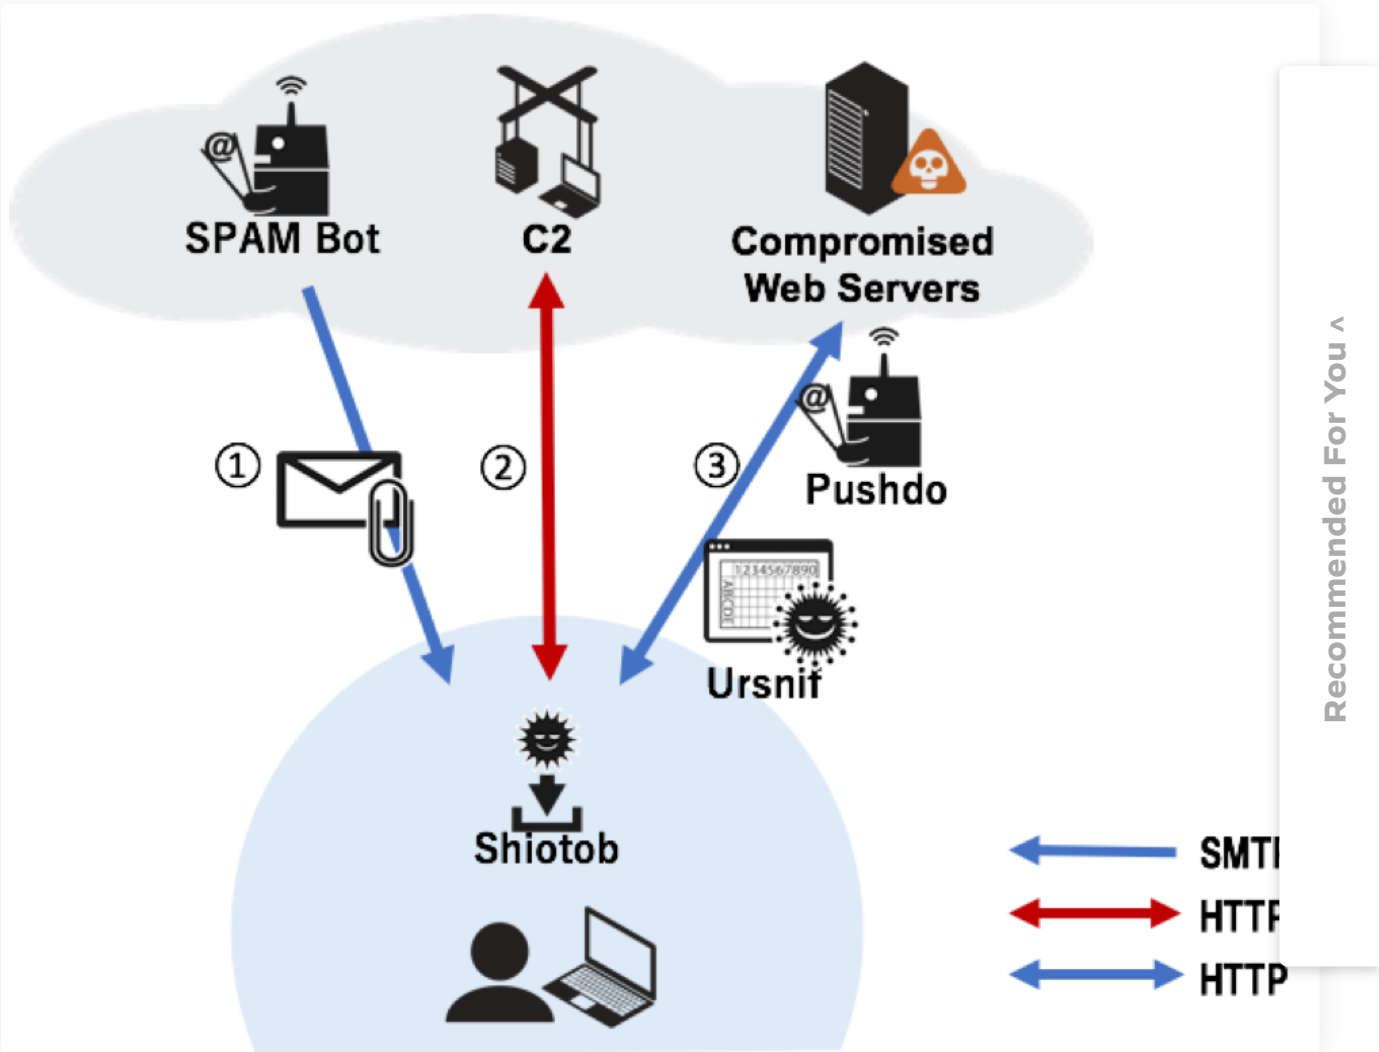 @
SPAM Bot
C2
Compromised
Web Servers
①
②
③
@
Pushdo
1234567890
ABCDE
Ursnif
Shiotob
HTTP
Recommended For You ^